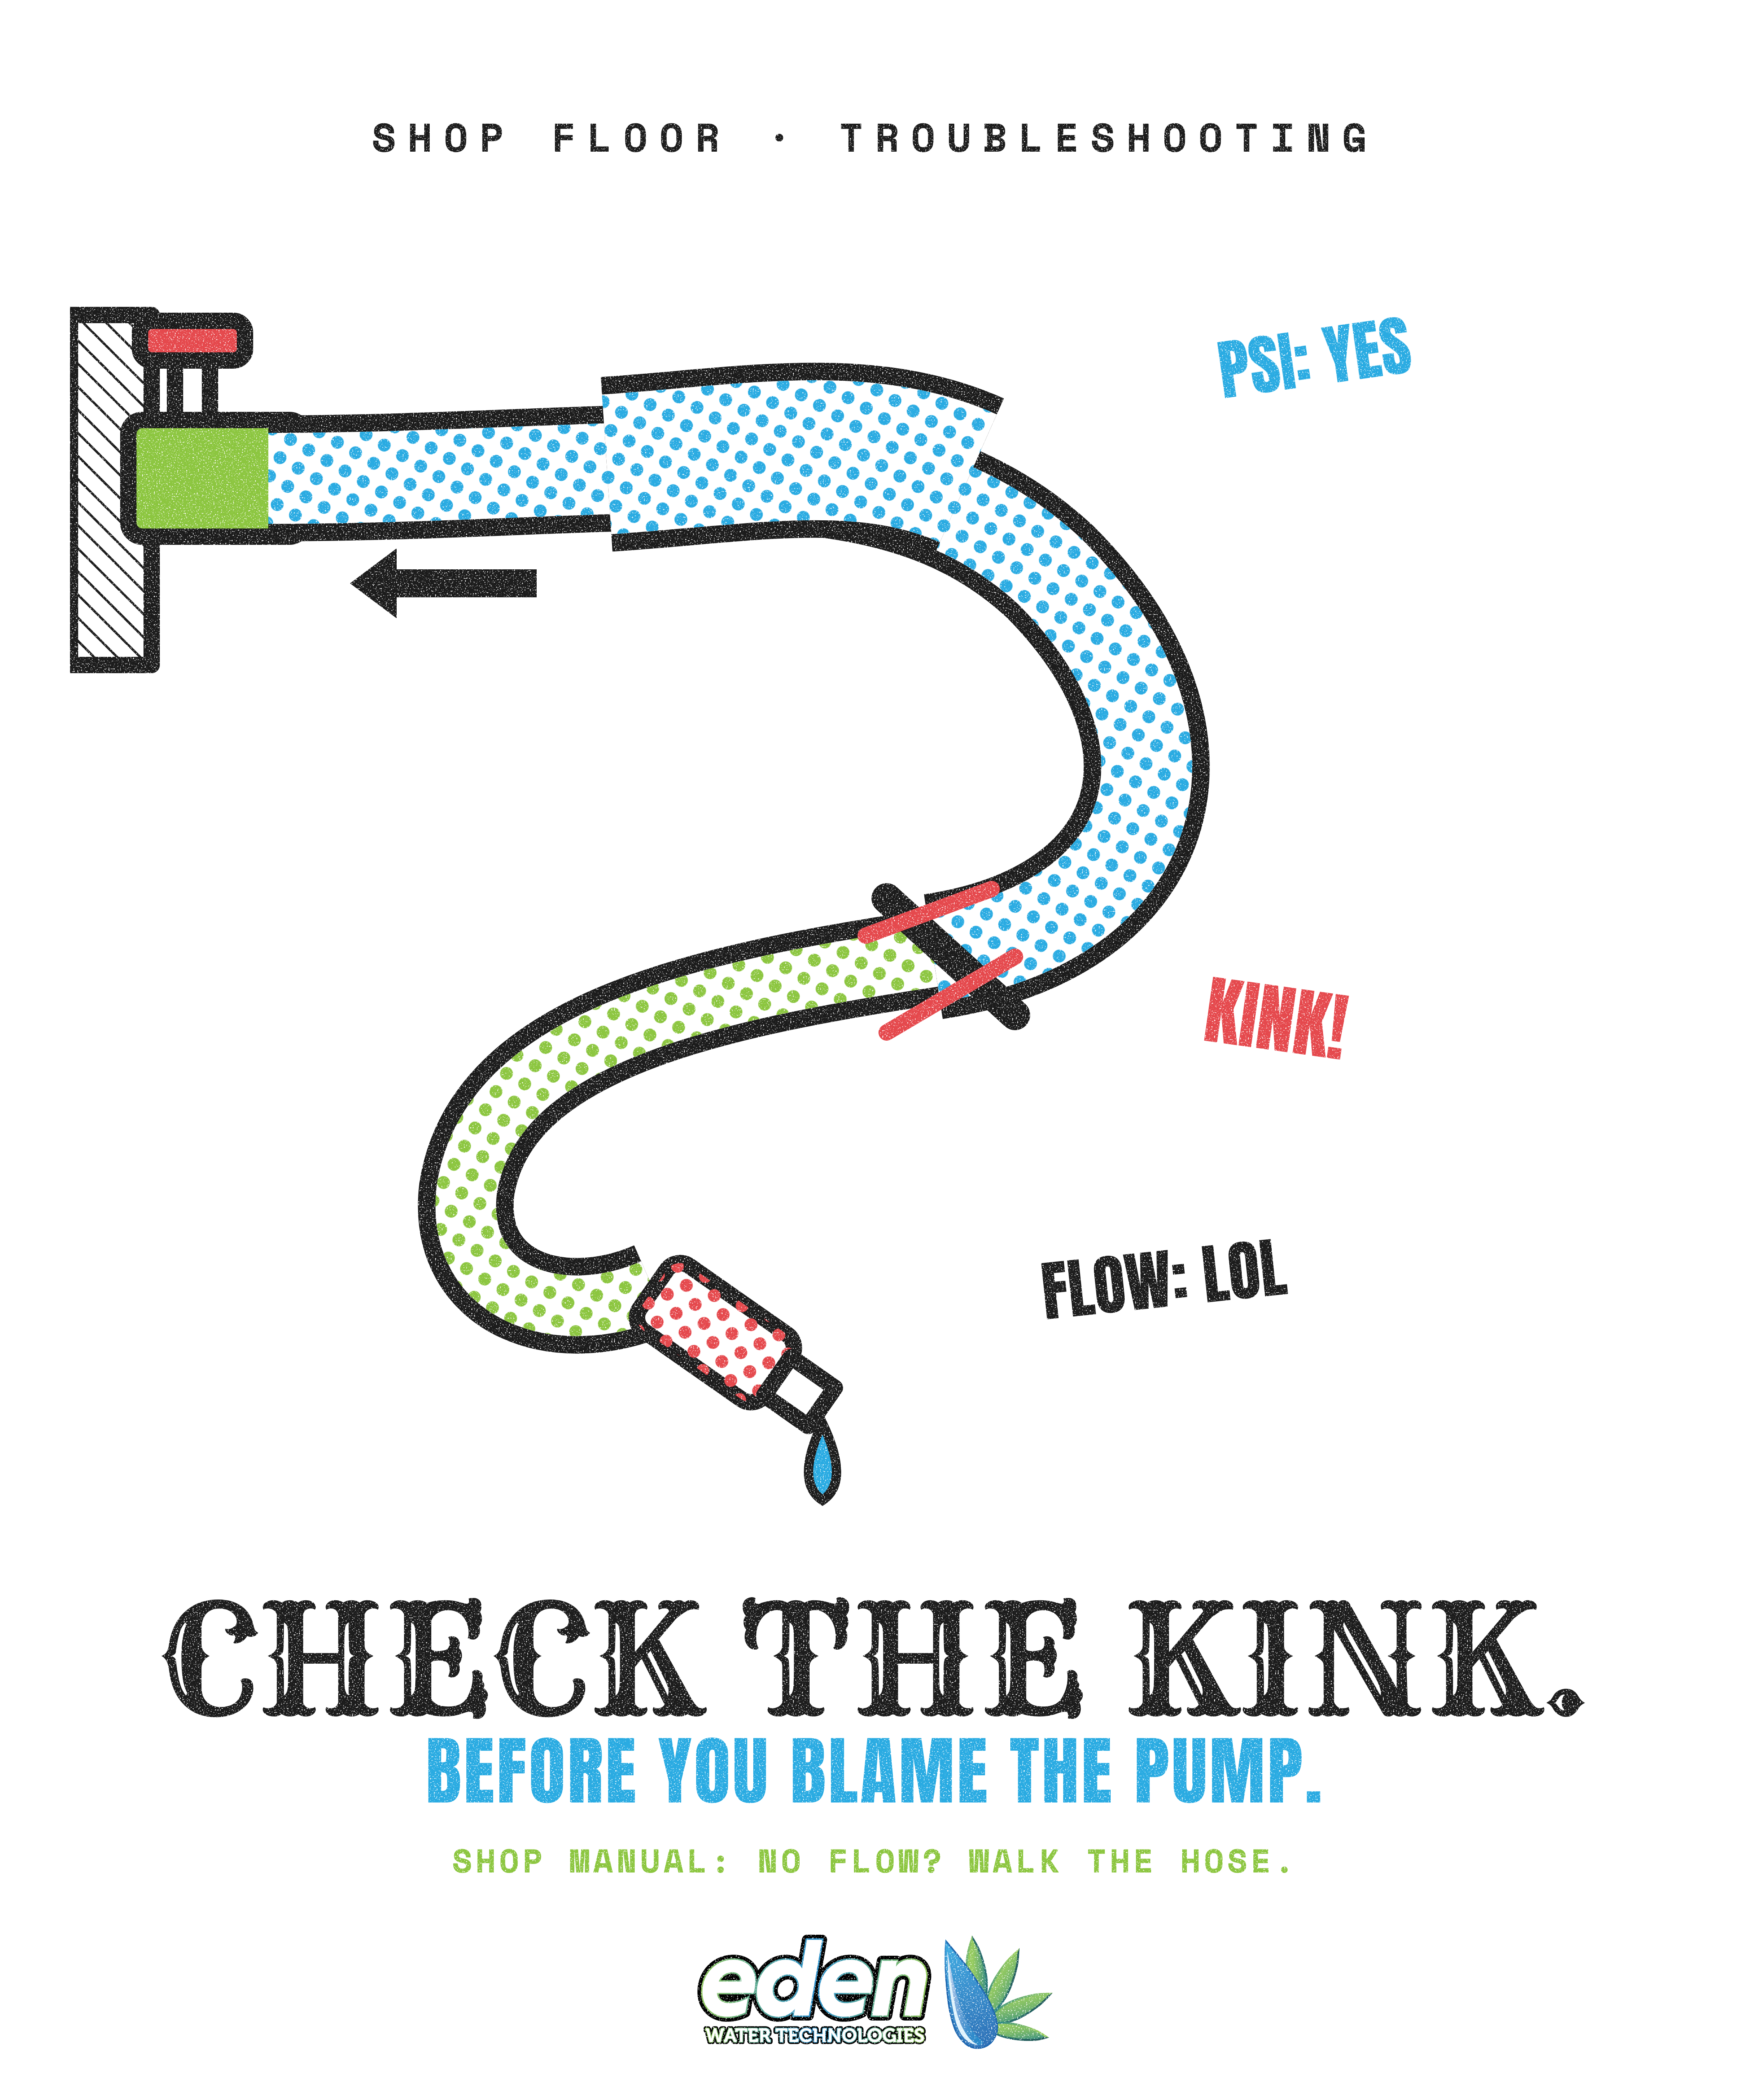 SHOP FLOOR · TROUBLESHOOTING
PSI: YES
KINK!
FLOW: LOL
CHECK THE KINK.
BEFORE YOU BLAME THE PUMP.
SHOP MANUAL: NO FLOW? WALK THE HOSE.
eden
WATER TECHNOLOGIES